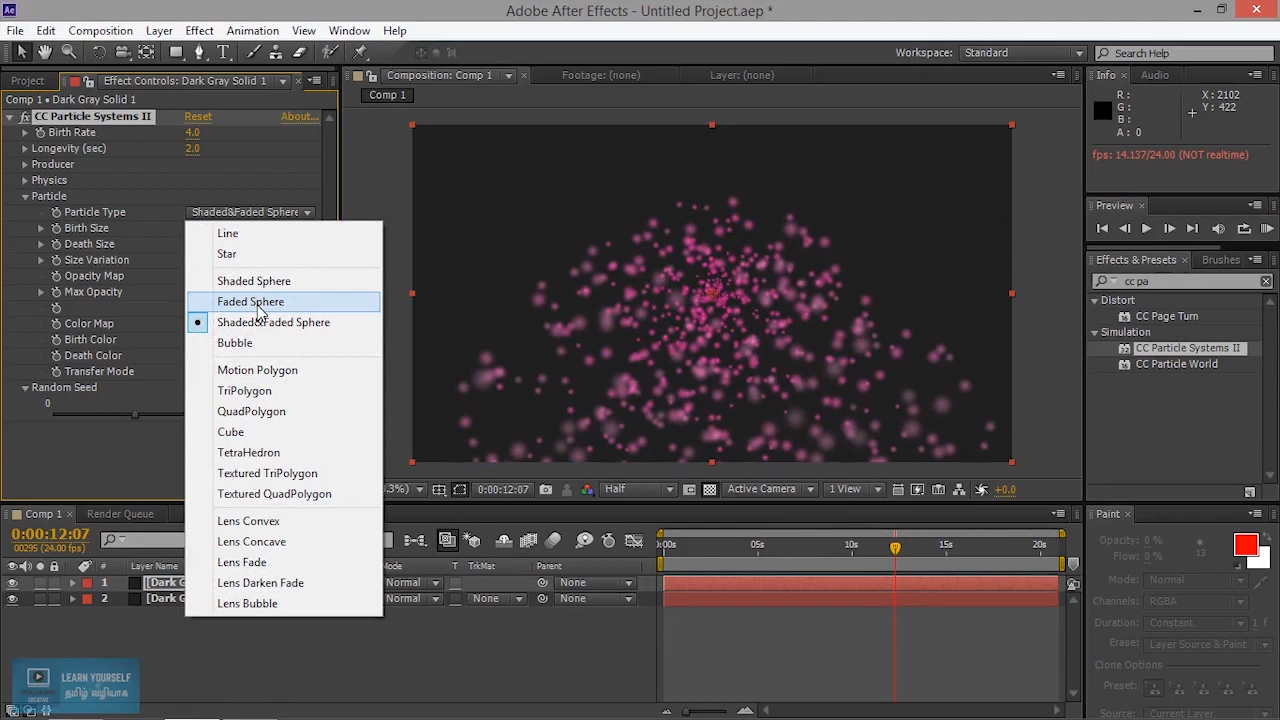 Ae Adobe After Effects - Untitled Project.aep *
File Edit Composition Layer Effect Animation View Window Help
Workspace: Standard Search Help
Project Effect Controls: Dark Gray Solid 1 Composition: Comp 1 Footage: (none) Layer: (none) Info Audio
Comp 1 • Dark Gray Solid 1 Comp 1
R: X: 2102
G: Y: 422
B:
A: 0
fx CC Particle Systems II Reset About...
Birth Rate 4.0
Longevity (sec) 2.0
fps: 14.137/24.00 (NOT realtime)
Producer
Physics
Particle
Particle Type Shaded&Faded Sphere
Birth Size
Death Size
Size Variation
Opacity Map
Max Opacity
Color Map
Birth Color
Death Color
Transfer Mode
Random Seed
0
Line
Star
Shaded Sphere
Faded Sphere
Shaded&Faded Sphere
Bubble
Motion Polygon
TriPolygon
QuadPolygon
Cube
TetraHedron
Textured TriPolygon
Textured QuadPolygon
Lens Convex
Lens Concave
Lens Fade
Lens Darken Fade
Lens Bubble
Preview
Effects & Presets Brushes
cc pa
Distort
CC Page Turn
Simulation
CC Particle Systems II
CC Particle World
0:00:12:07 Half Active Camera 1 View +0.0
Comp 1 Render Queue
0:00:12:07
00295 (24.00 fps)
:00s 05s 10s 15s 20s
# Layer Name T TrkMat Parent
1 [Dark G Normal None
2 [Dark G Normal None None
Paint
Opacity: 0 %
Flow: 0 % 13
Mode: Normal
Channels: RGBA
Duration: Constant 1 f
Erase: Layer Source & Paint
Clone Options
Preset:
Source: Current Layer
LEARN YOURSELF
தமிழ் வழியாக
CREATIVE